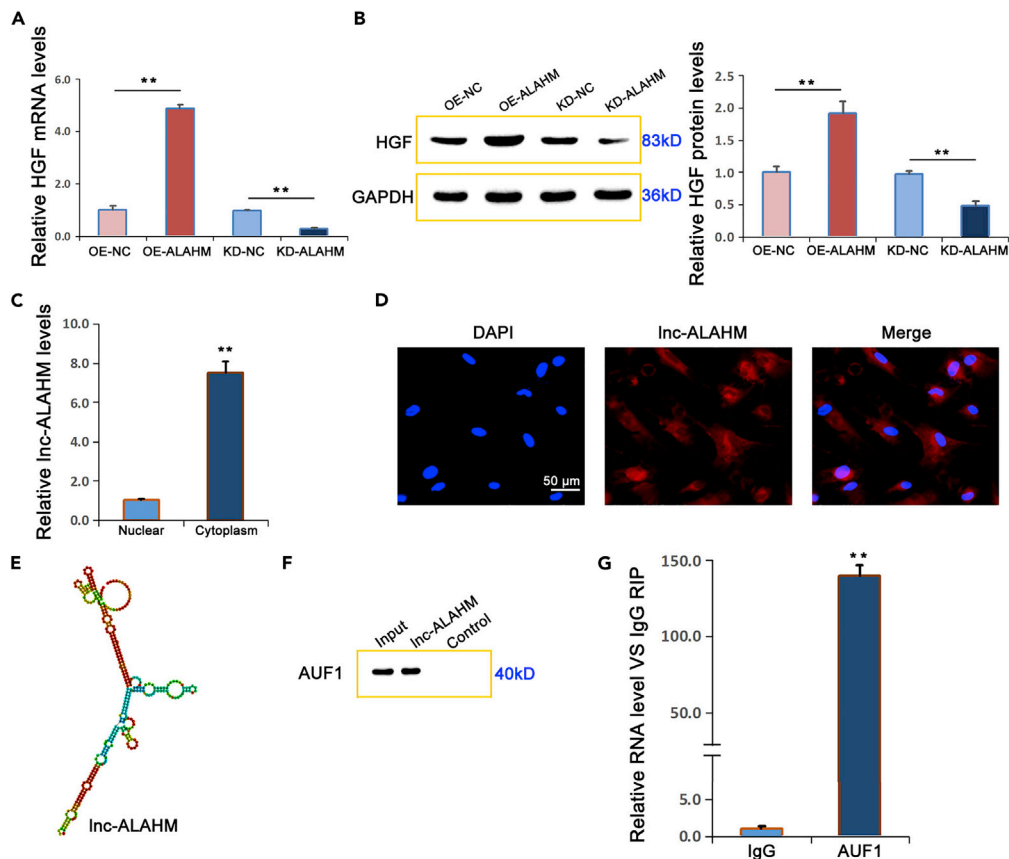 A
Relative HGF mRNA levels
6.0
4.0
2.0
0.0
**
**
OE-NC
OE-ALAHM
KD-NC
KD-ALAHM
B
OE-NC
OE-ALAHM
KD-NC
KD-ALAHM
HGF
83kD
GAPDH
36kD
Relative HGF protein levels
2.5
2.0
1.5
1.0
0.5
0.0
**
**
OE-NC
OE-ALAHM
KD-NC
KD-ALAHM
C
Relative lnc-ALAHM levels
10.0
8.0
6.0
4.0
2.0
0.0
**
Nuclear
Cytoplasm
D
DAPI
lnc-ALAHM
Merge
50 μm
E
lnc-ALAHM
F
Input
lnc-ALAHM
Control
AUF1
40kD
G
Relative RNA level VS IgG RIP
150.0
100.0
50.0
5.0
0.0
**
IgG
AUF1